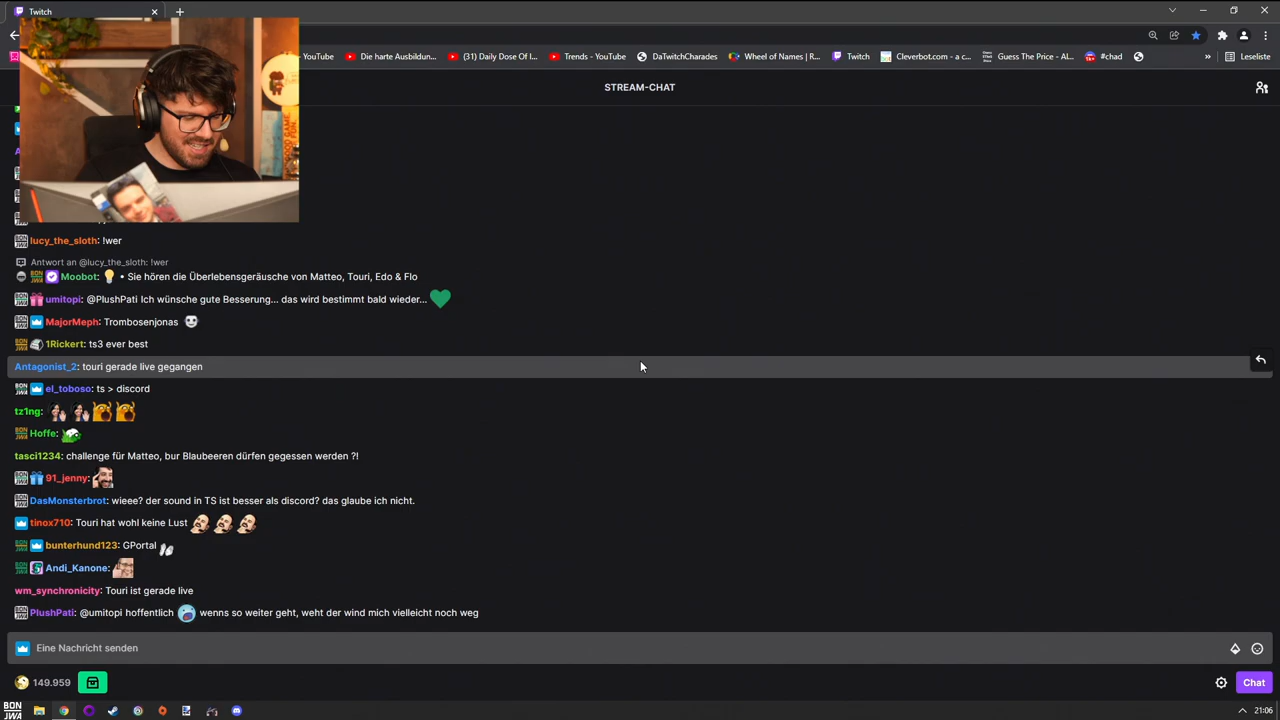 Twitch
YouTube
Die harte Ausbildun...
(31) Daily Dose Of I...
Trends - YouTube
DaTwitchCharades
Wheel of Names | R...
Twitch
Cleverbot.com - a c...
Guess The Price - AL...
#chad
»
Leseliste
STREAM-CHAT
lucy_the_sloth: !wer
Antwort an @lucy_the_sloth: !wer
Moobot: • Sie hören die Überlebensgeräusche von Matteo, Touri, Edo & Flo
umitopi: @PlushPati Ich wünsche gute Besserung... das wird bestimmt bald wieder...
MajorMeph: Trombosenjonas
1Rickert: ts3 ever best
Antagonist_2: touri gerade live gegangen
el_toboso: ts > discord
tz1ng:
Hoffe:
tasci1234: challenge für Matteo, bur Blaubeeren dürfen gegessen werden ?!
91_jenny:
DasMonsterbrot: wieee? der sound in TS ist besser als discord? das glaube ich nicht.
tinox710: Touri hat wohl keine Lust
bunterhund123: GPortal
Andi_Kanone:
wm_synchronicity: Touri ist gerade live
PlushPati: @umitopi hoffentlich wenns so weiter geht, weht der wind mich vielleicht noch weg
Eine Nachricht senden
149.959
Chat
BON
JWA
21:06